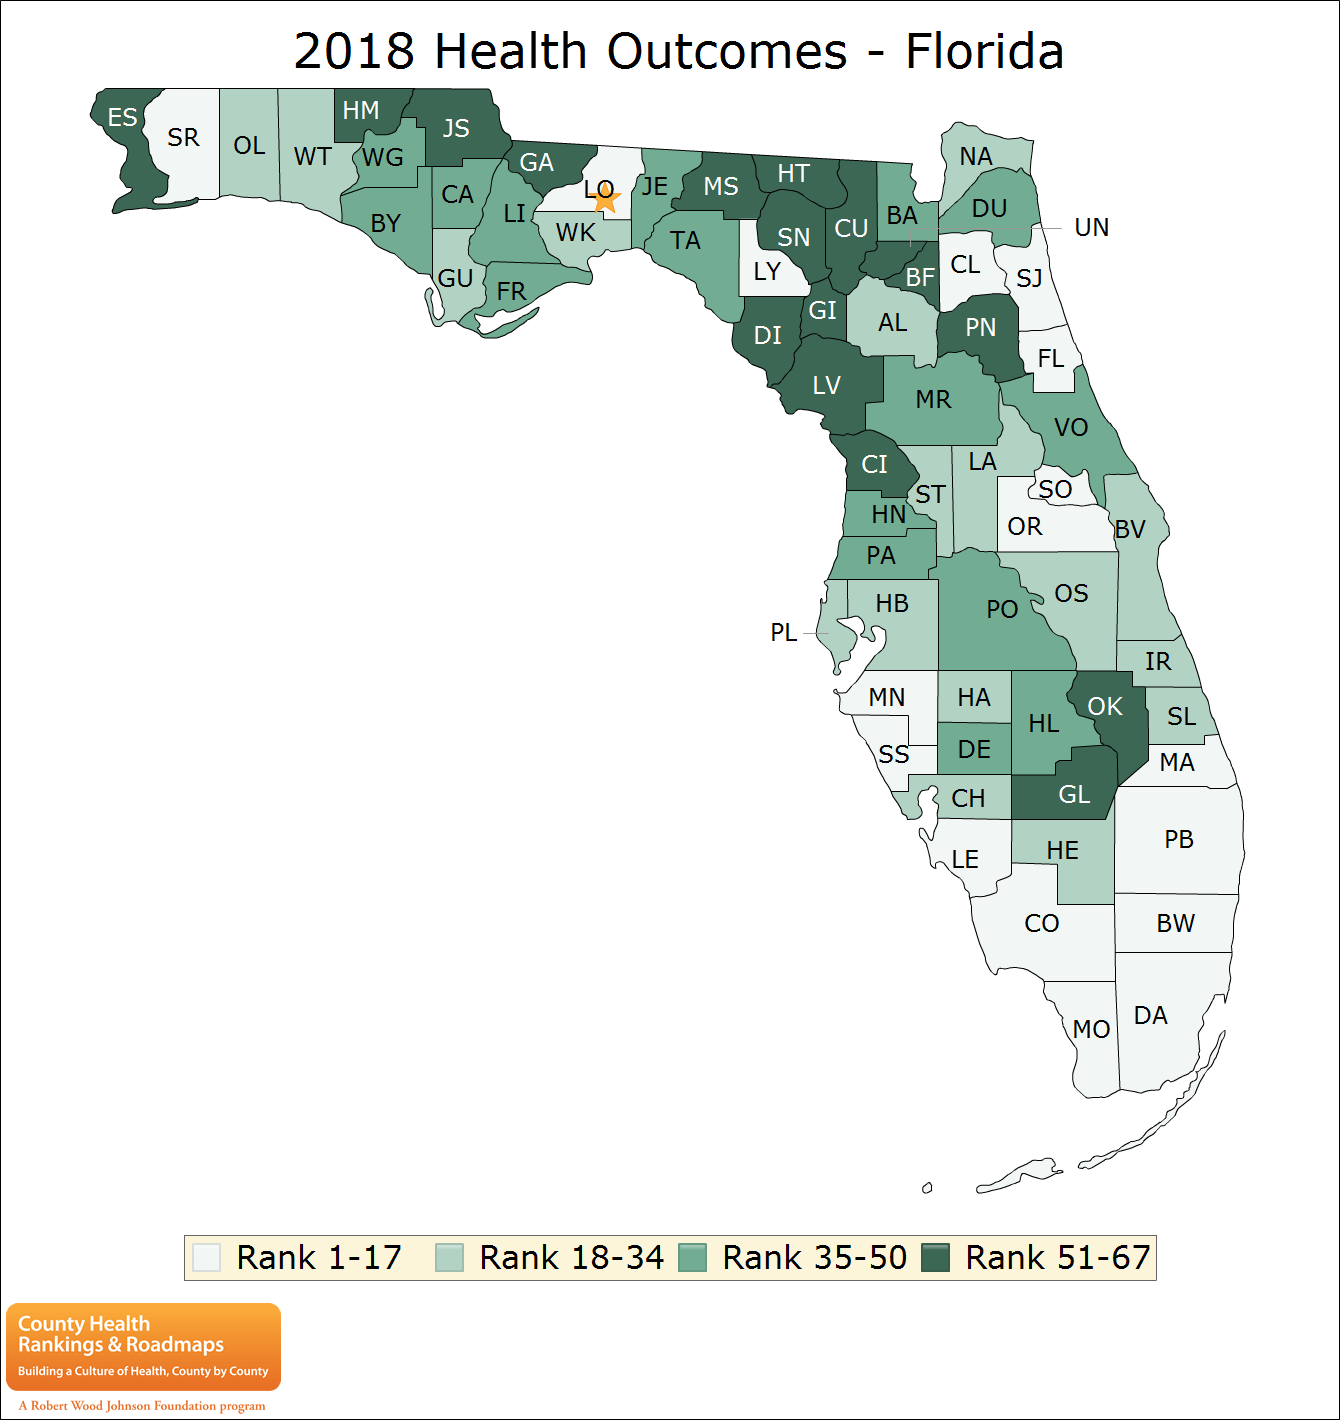 2018 Health Outcomes - Florida
ES
SR
OL
WT
HM
WG
JS
BY
CA
GU
LI
FR
GA
LO
WK
JE
MS
TA
HT
SN
LY
CU
BA
NA
DU
UN
BF
CL
SJ
DI
GI
AL
PN
FL
LV
MR
VO
CI
ST
LA
SO
OR
BV
HN
PA
HB
PL
PO
OS
IR
MN
HA
HL
OK
SL
SS
DE
MA
CH
GL
LE
HE
PB
CO
BW
MO
DA
Rank 1-17
Rank 18-34
Rank 35-50
Rank 51-67
County Health
Rankings & Roadmaps
Building a Culture of Health, County by County
A Robert Wood Johnson Foundation program